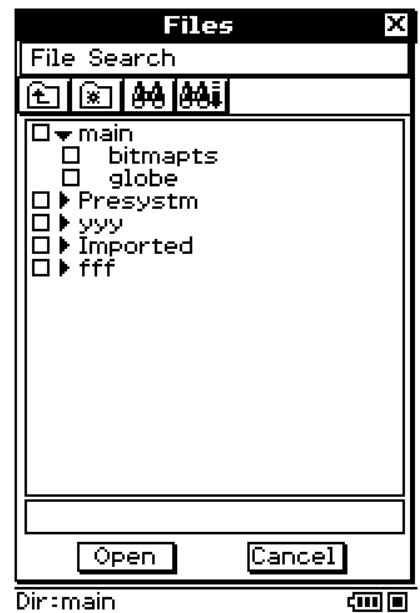 Files
File Search
main
bitmapts
globe
Presystm
yyy
Imported
fff
Open Cancel
Dir:main